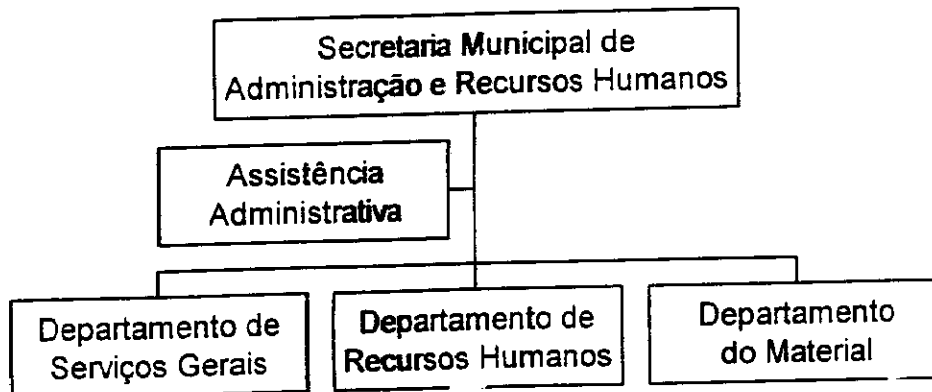 Secretaria Municipal de
Administração e Recursos Humanos
Assistência
Administrativa
Departamento de
Serviços Gerais
Departamento de
Recursos Humanos
Departamento
do Material